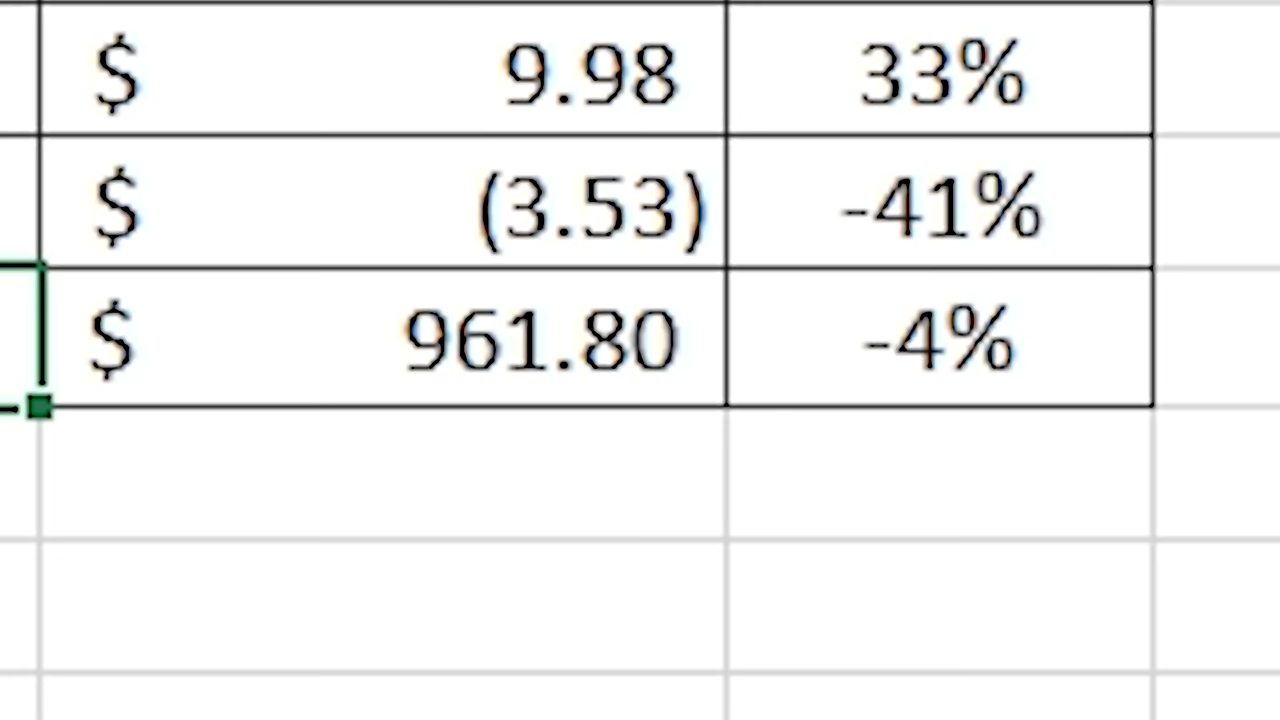 $ 9.98 33%
$ (3.53) -41%
$ 961.80 -4%